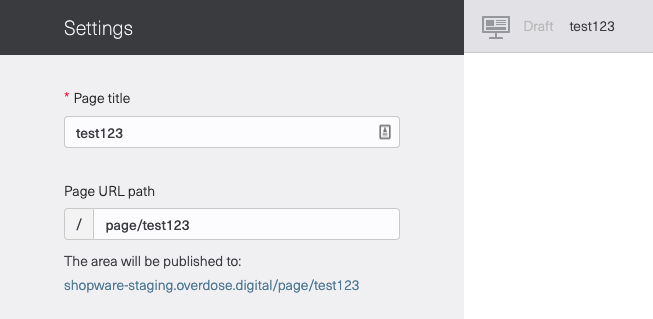 Settings
Draft test123
* Page title
test123
Page URL path
/ page/test123
The area will be published to:
shopware-staging.overdose.digital/page/test123